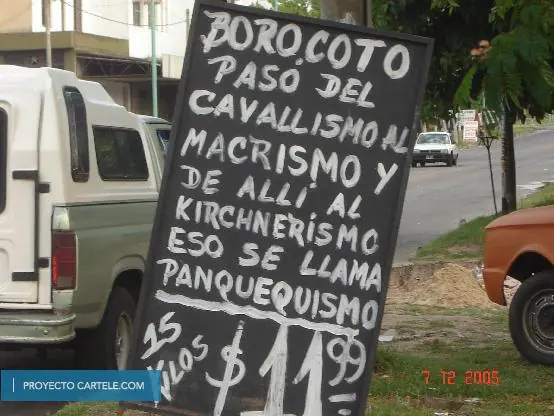 BOROCOTO
PASÓ DEL
CAVALLISMO AL
MACRISMO Y
DE ALLÍ AL
KIRCHNERISMO
ESO SE LLAMA
PANQUEQUISMO
15 KILOS $11.99
PROYECTO CARTELE.COM
7 12 2005